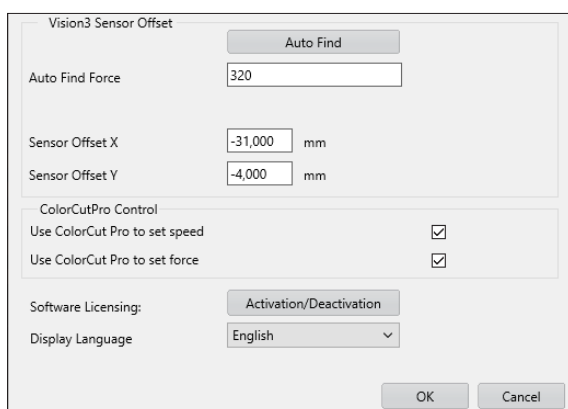 Vision3 Sensor Offset
Auto Find
Auto Find Force 320
Sensor Offset X -31,000 mm
Sensor Offset Y -4,000 mm
ColorCutPro Control
Use ColorCut Pro to set speed
Use ColorCut Pro to set force
Software Licensing: Activation/Deactivation
Display Language English
OK Cancel